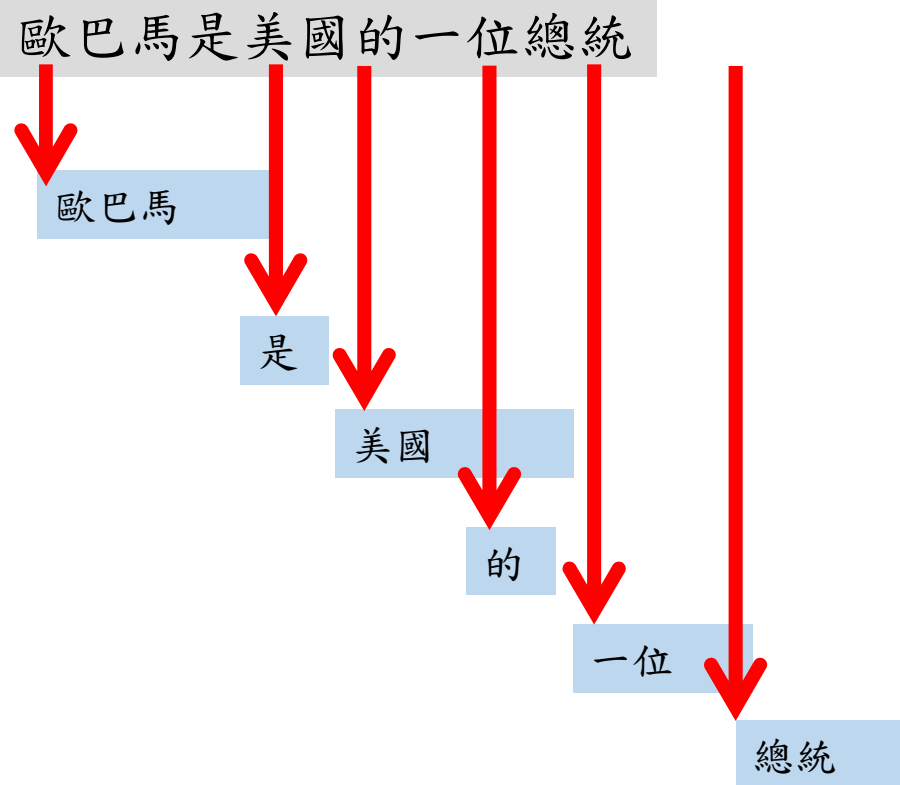 歐巴馬是美國的一位總統
歐巴馬
是
美國
的
一位
總統